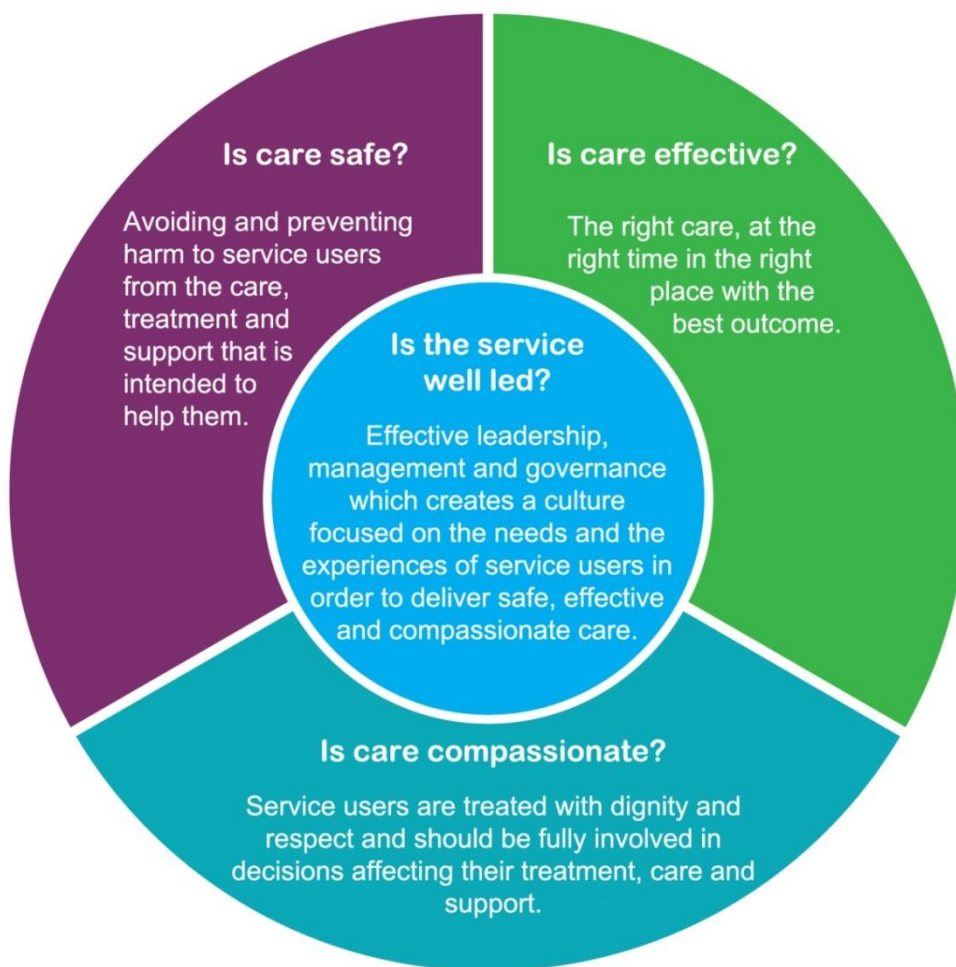 Is care safe?
Avoiding and preventing
harm to service users
from the care,
treatment and
support that is
intended to
help them.
Is care effective?
The right care, at the
right time in the right
place with the
best outcome.
Is the service
well led?
Effective leadership,
management and governance
which creates a culture
focused on the needs and the
experiences of service users in
order to deliver safe, effective
and compassionate care.
Is care compassionate?
Service users are treated with dignity and
respect and should be fully involved in
decisions affecting their treatment, care and
support.